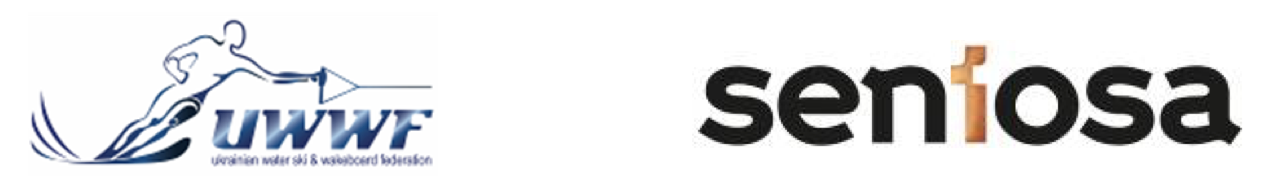 UWWF
ukrainian water ski & wakeboard federation
sentosa